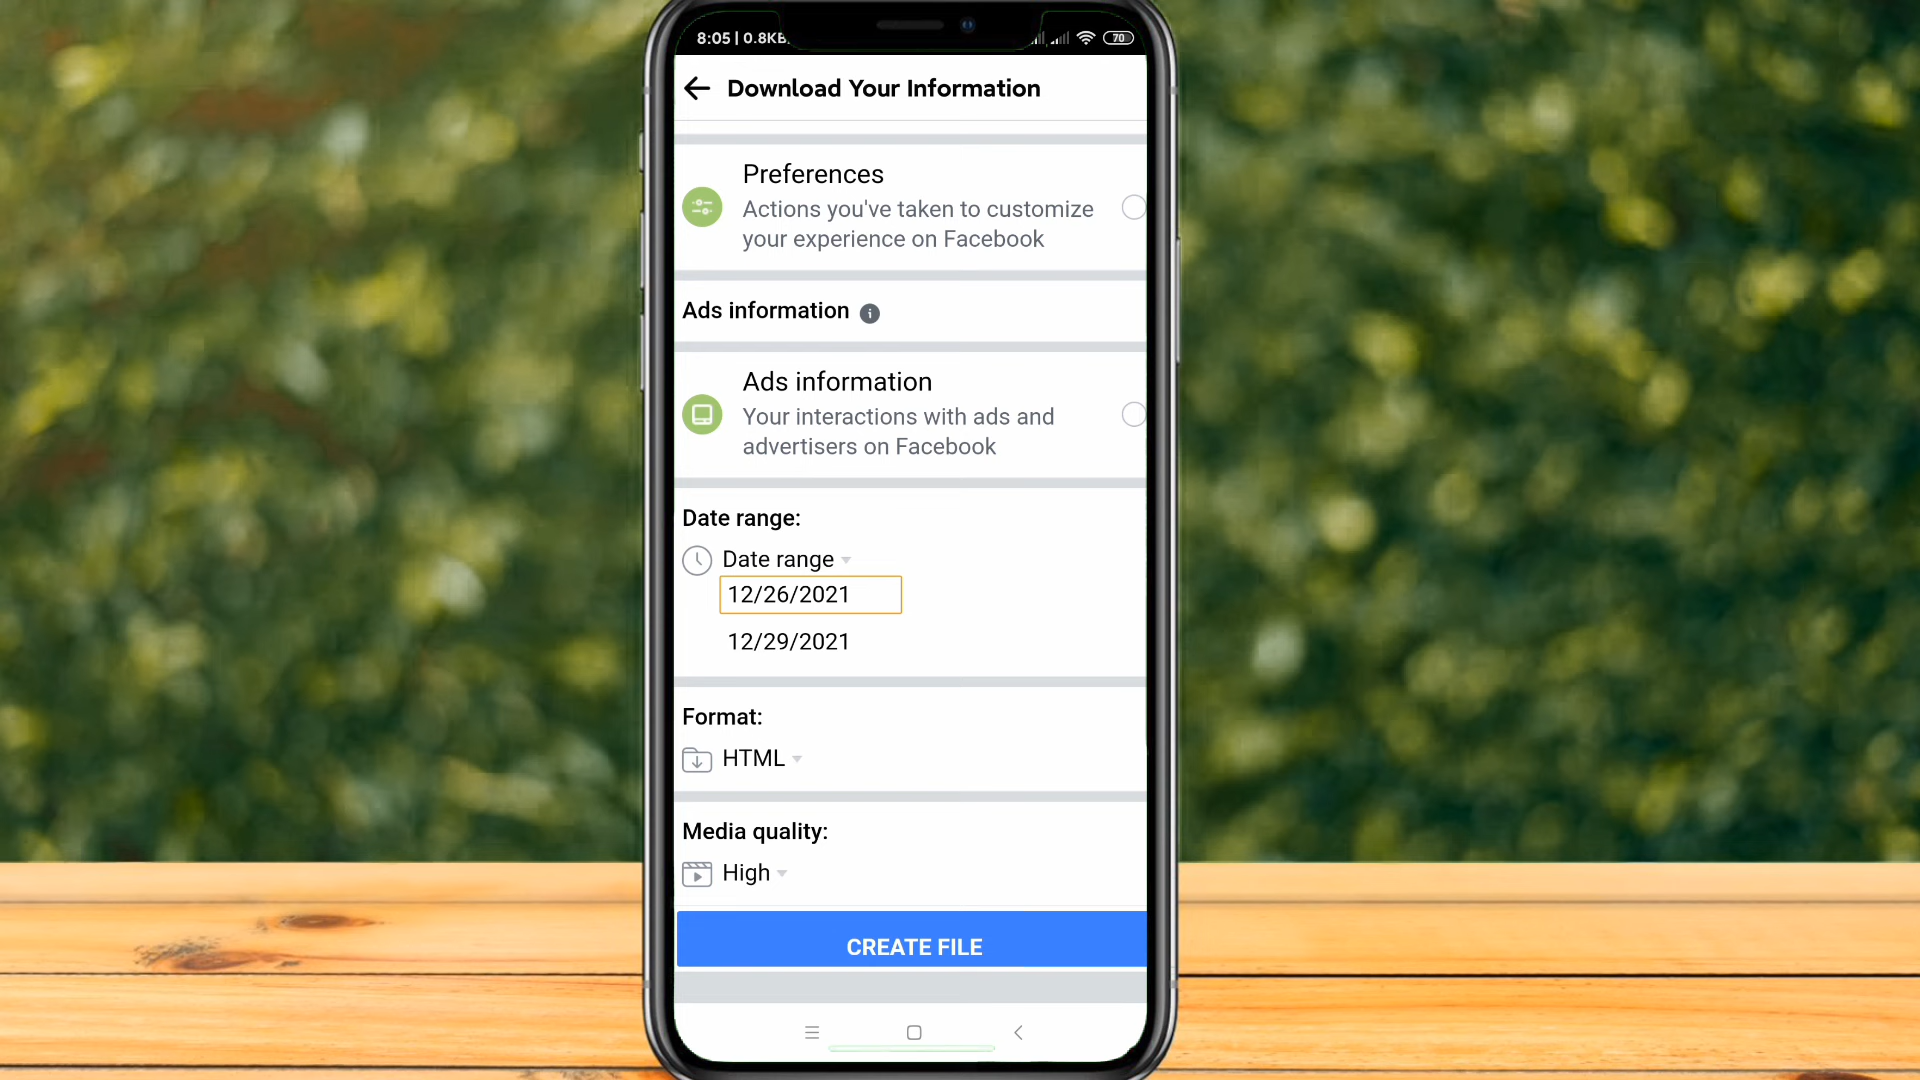 8:05 | 0.8KB
70
Download Your Information
Preferences
Actions you've taken to customize
your experience on Facebook
Ads information
Ads information
Your interactions with ads and
advertisers on Facebook
Date range:
Date range
12/26/2021
12/29/2021
Format:
HTML
Media quality:
High
CREATE FILE